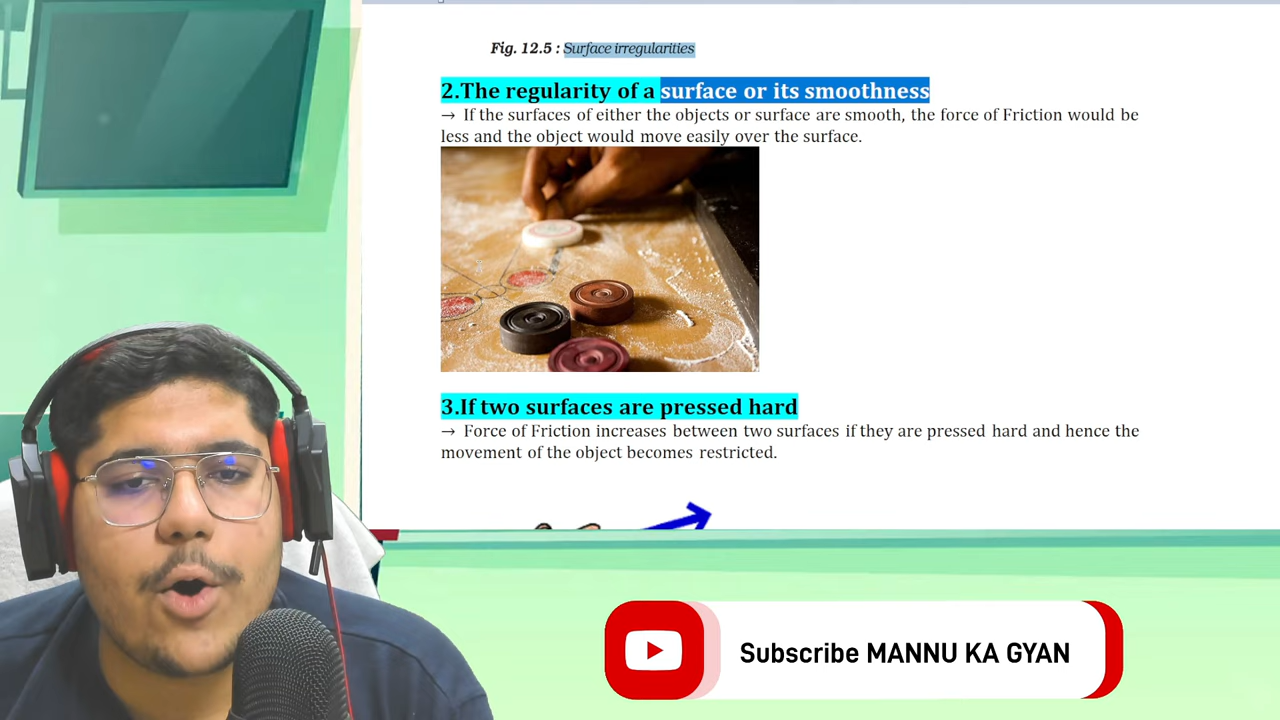 Fig. 12.5 : Surface irregularities
2.The regularity of a surface or its smoothness
→ If the surfaces of either the objects or surface are smooth, the force of Friction would be
less and the object would move easily over the surface.
3.If two surfaces are pressed hard
→ Force of Friction increases between two surfaces if they are pressed hard and hence the
movement of the object becomes restricted.
Subscribe MANNU KA GYAN